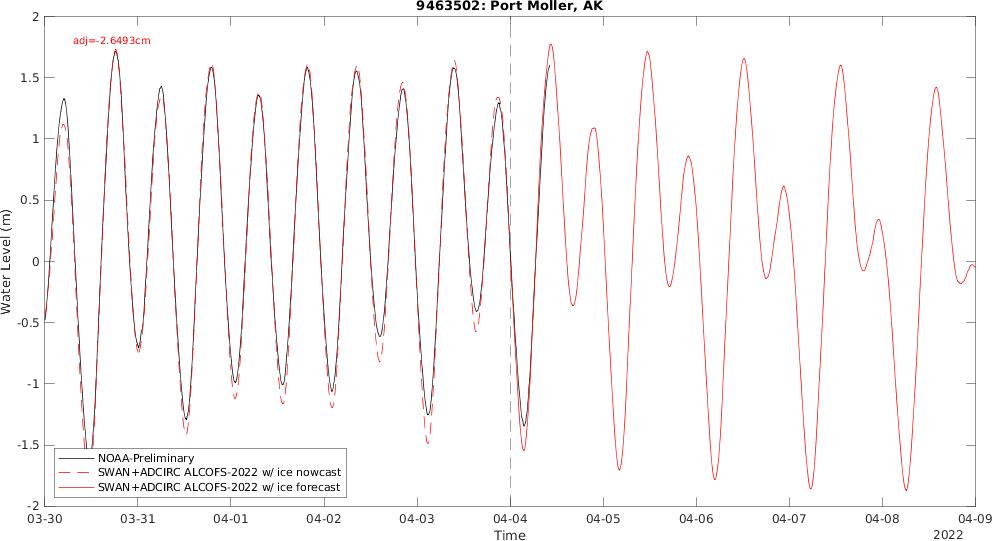 9463502: Port Moller, AK
adj=-2.6493cm
2
1.5
1
0.5
0
-0.5
-1
-1.5
-2
Water Level (m)
NOAA-Preliminary
SWAN+ADCIRC ALCOFS-2022 w/ ice nowcast
SWAN+ADCIRC ALCOFS-2022 w/ ice forecast
03-30 03-31 04-01 04-02 04-03 04-04 04-05 04-06 04-07 04-08 04-09
Time
2022